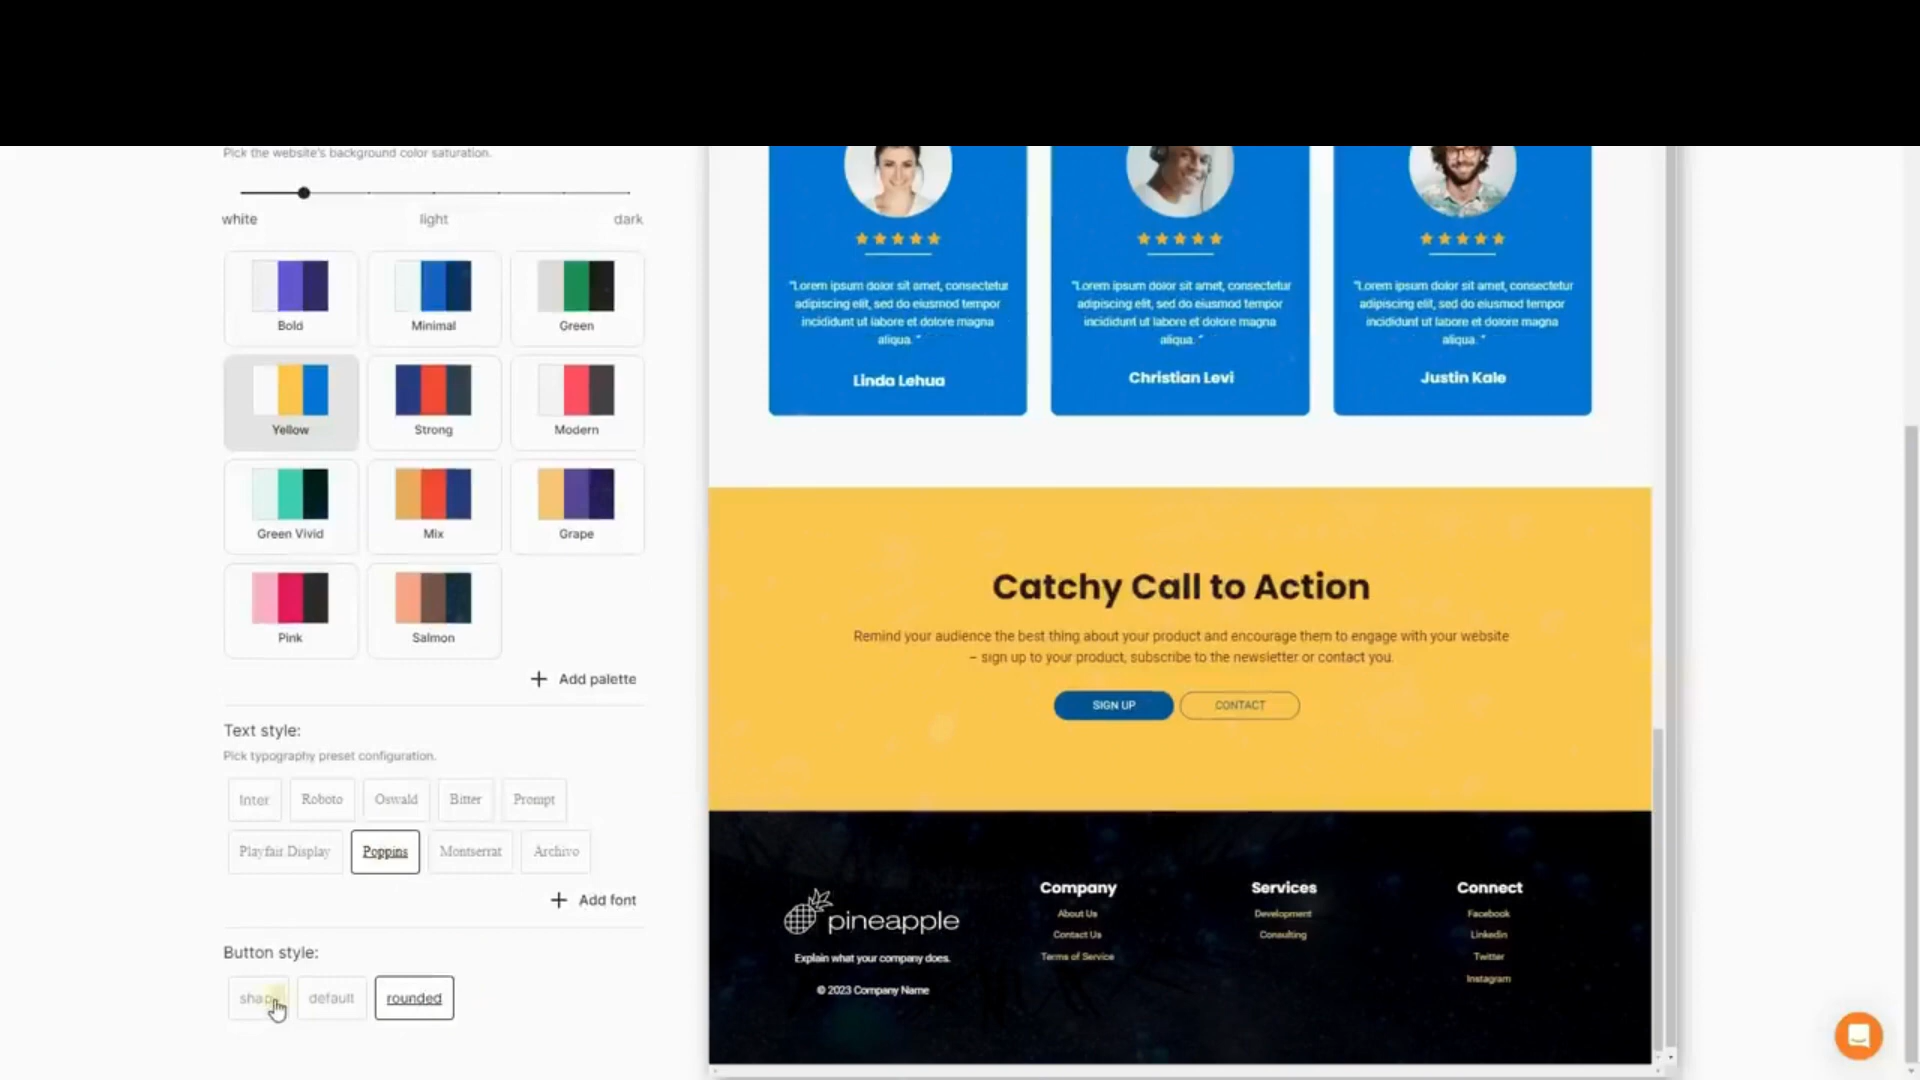 Pick the website's background color saturation.
white light dark
Bold Minimal Green
Yellow Strong Modern
Green Vivid Mix Grape
Pink Salmon
+ Add palette
Text style:
Pick typography preset configuration.
Inter Roboto Oswald Bitter Prompt
Playfair Display Poppins Montserrat Archivo
+ Add font
Button style:
default rounded
"Lorem ipsum dolor sit amet, consectetur
adipiscing elit, sed do eiusmod tempor
incididunt ut labore et dolore magna
aliqua. "
Linda Lehua
"Lorem ipsum dolor sit amet, consectetur
adipiscing elit, sed do eiusmod tempor
incididunt ut labore et dolore magna
aliqua. "
Christian Levi
"Lorem ipsum dolor sit amet, consectetur
adipiscing elit, sed do eiusmod tempor
incididunt ut labore et dolore magna
aliqua. "
Justin Kale
Catchy Call to Action
Remind your audience the best thing about your product and encourage them to engage with your website
– sign up to your product, subscribe to the newsletter or contact you.
SIGN UP CONTACT
pineapple
Explain what your company does.
© 2023 Company Name
Company
About Us
Contact Us
Terms of Service
Services
Development
Consulting
Connect
Facebook
Linkedin
Twitter
Instagram